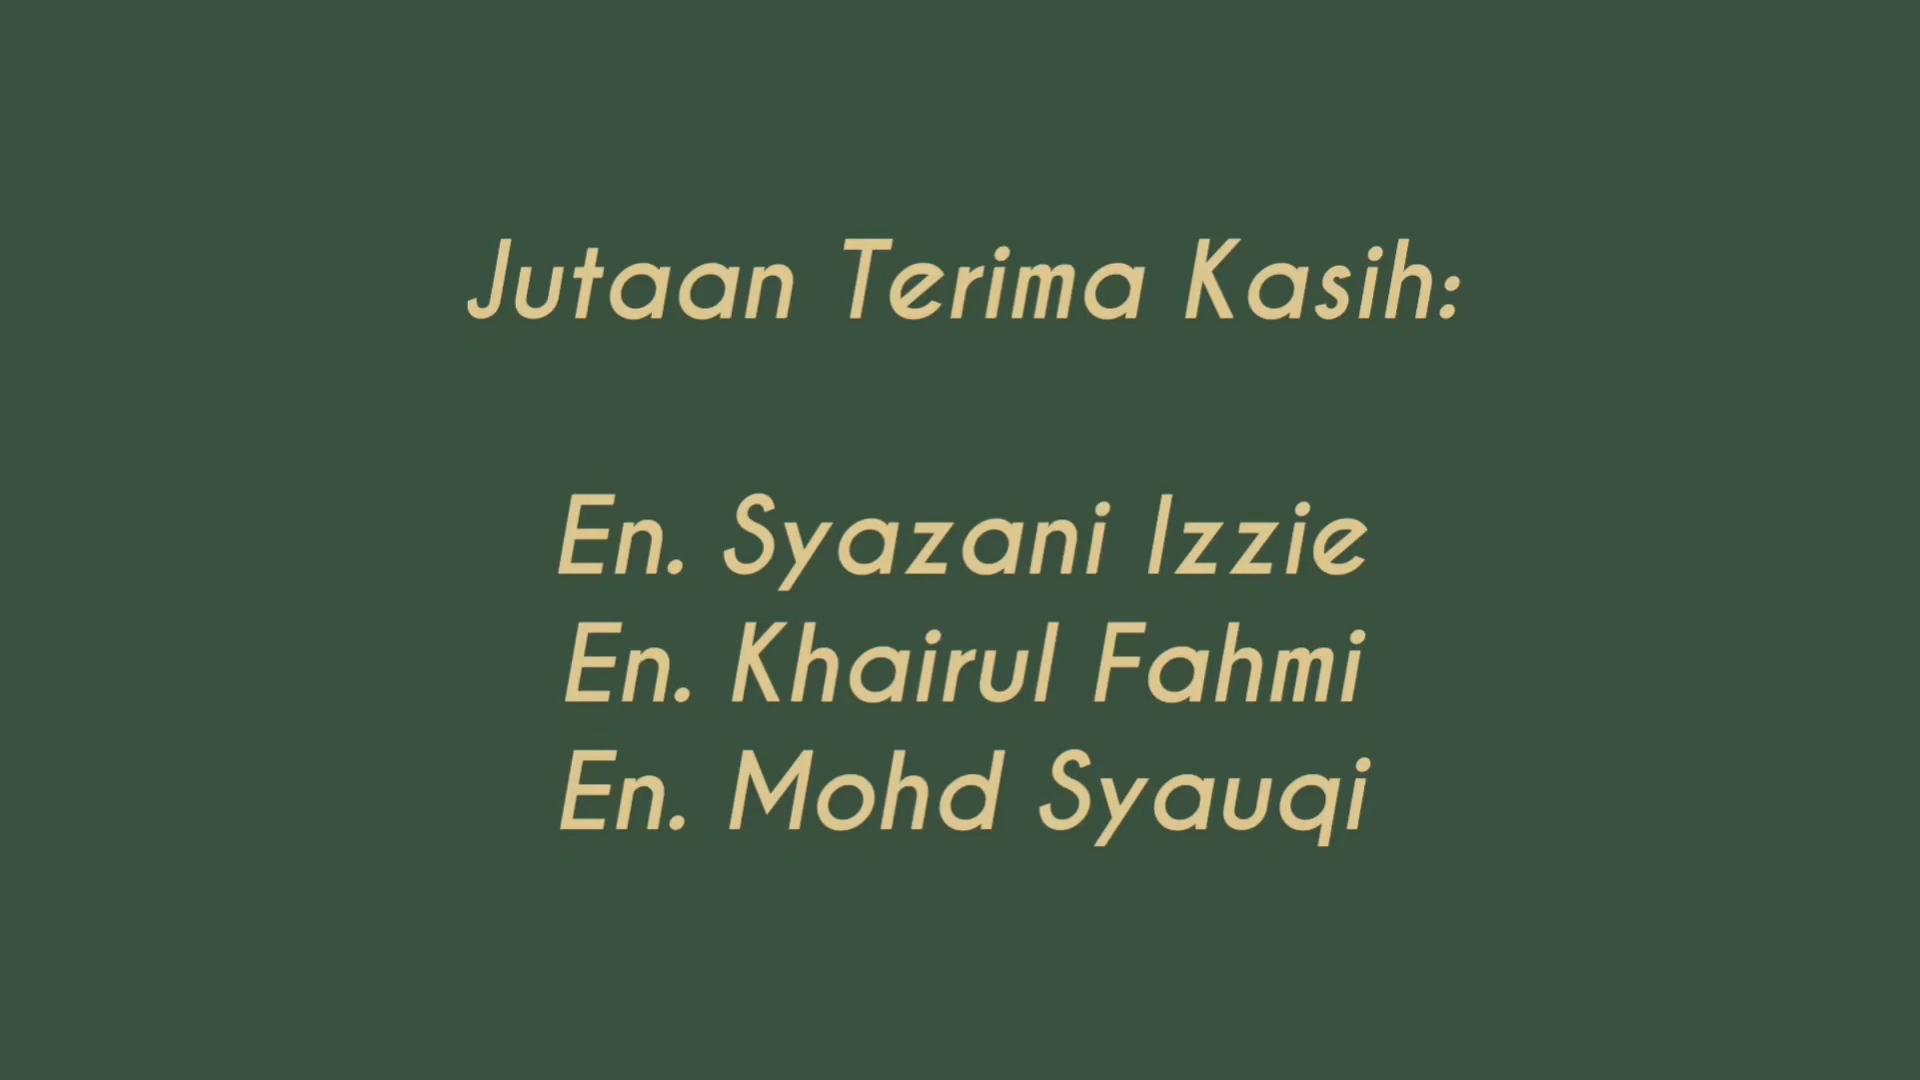 Jutaan Terima Kasih:
En. Syazani Izzie
En. Khairul Fahmi
En. Mohd Syauqi